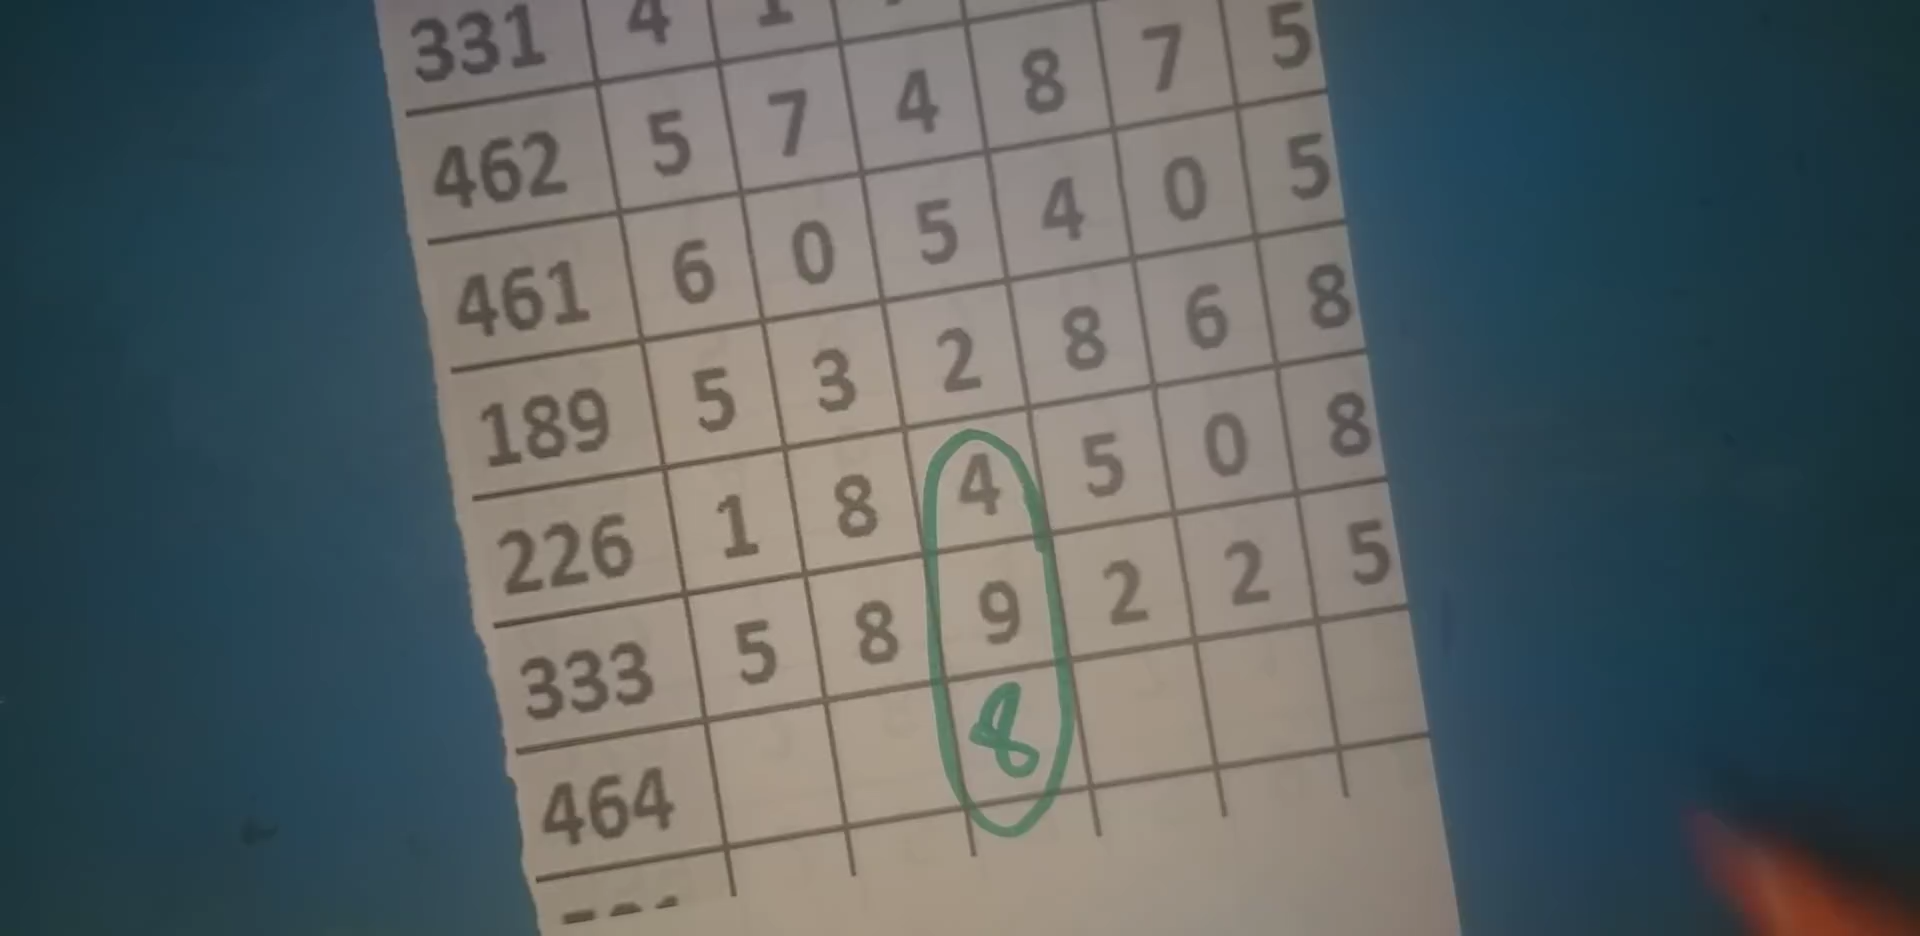 331 4 1
462 5 7 4 8 7 5
461 6 0 5 4 0 5
189 5 3 2 8 6 8
226 1 8 4 5 0 8
333 5 8 9 2 2 5
464 8